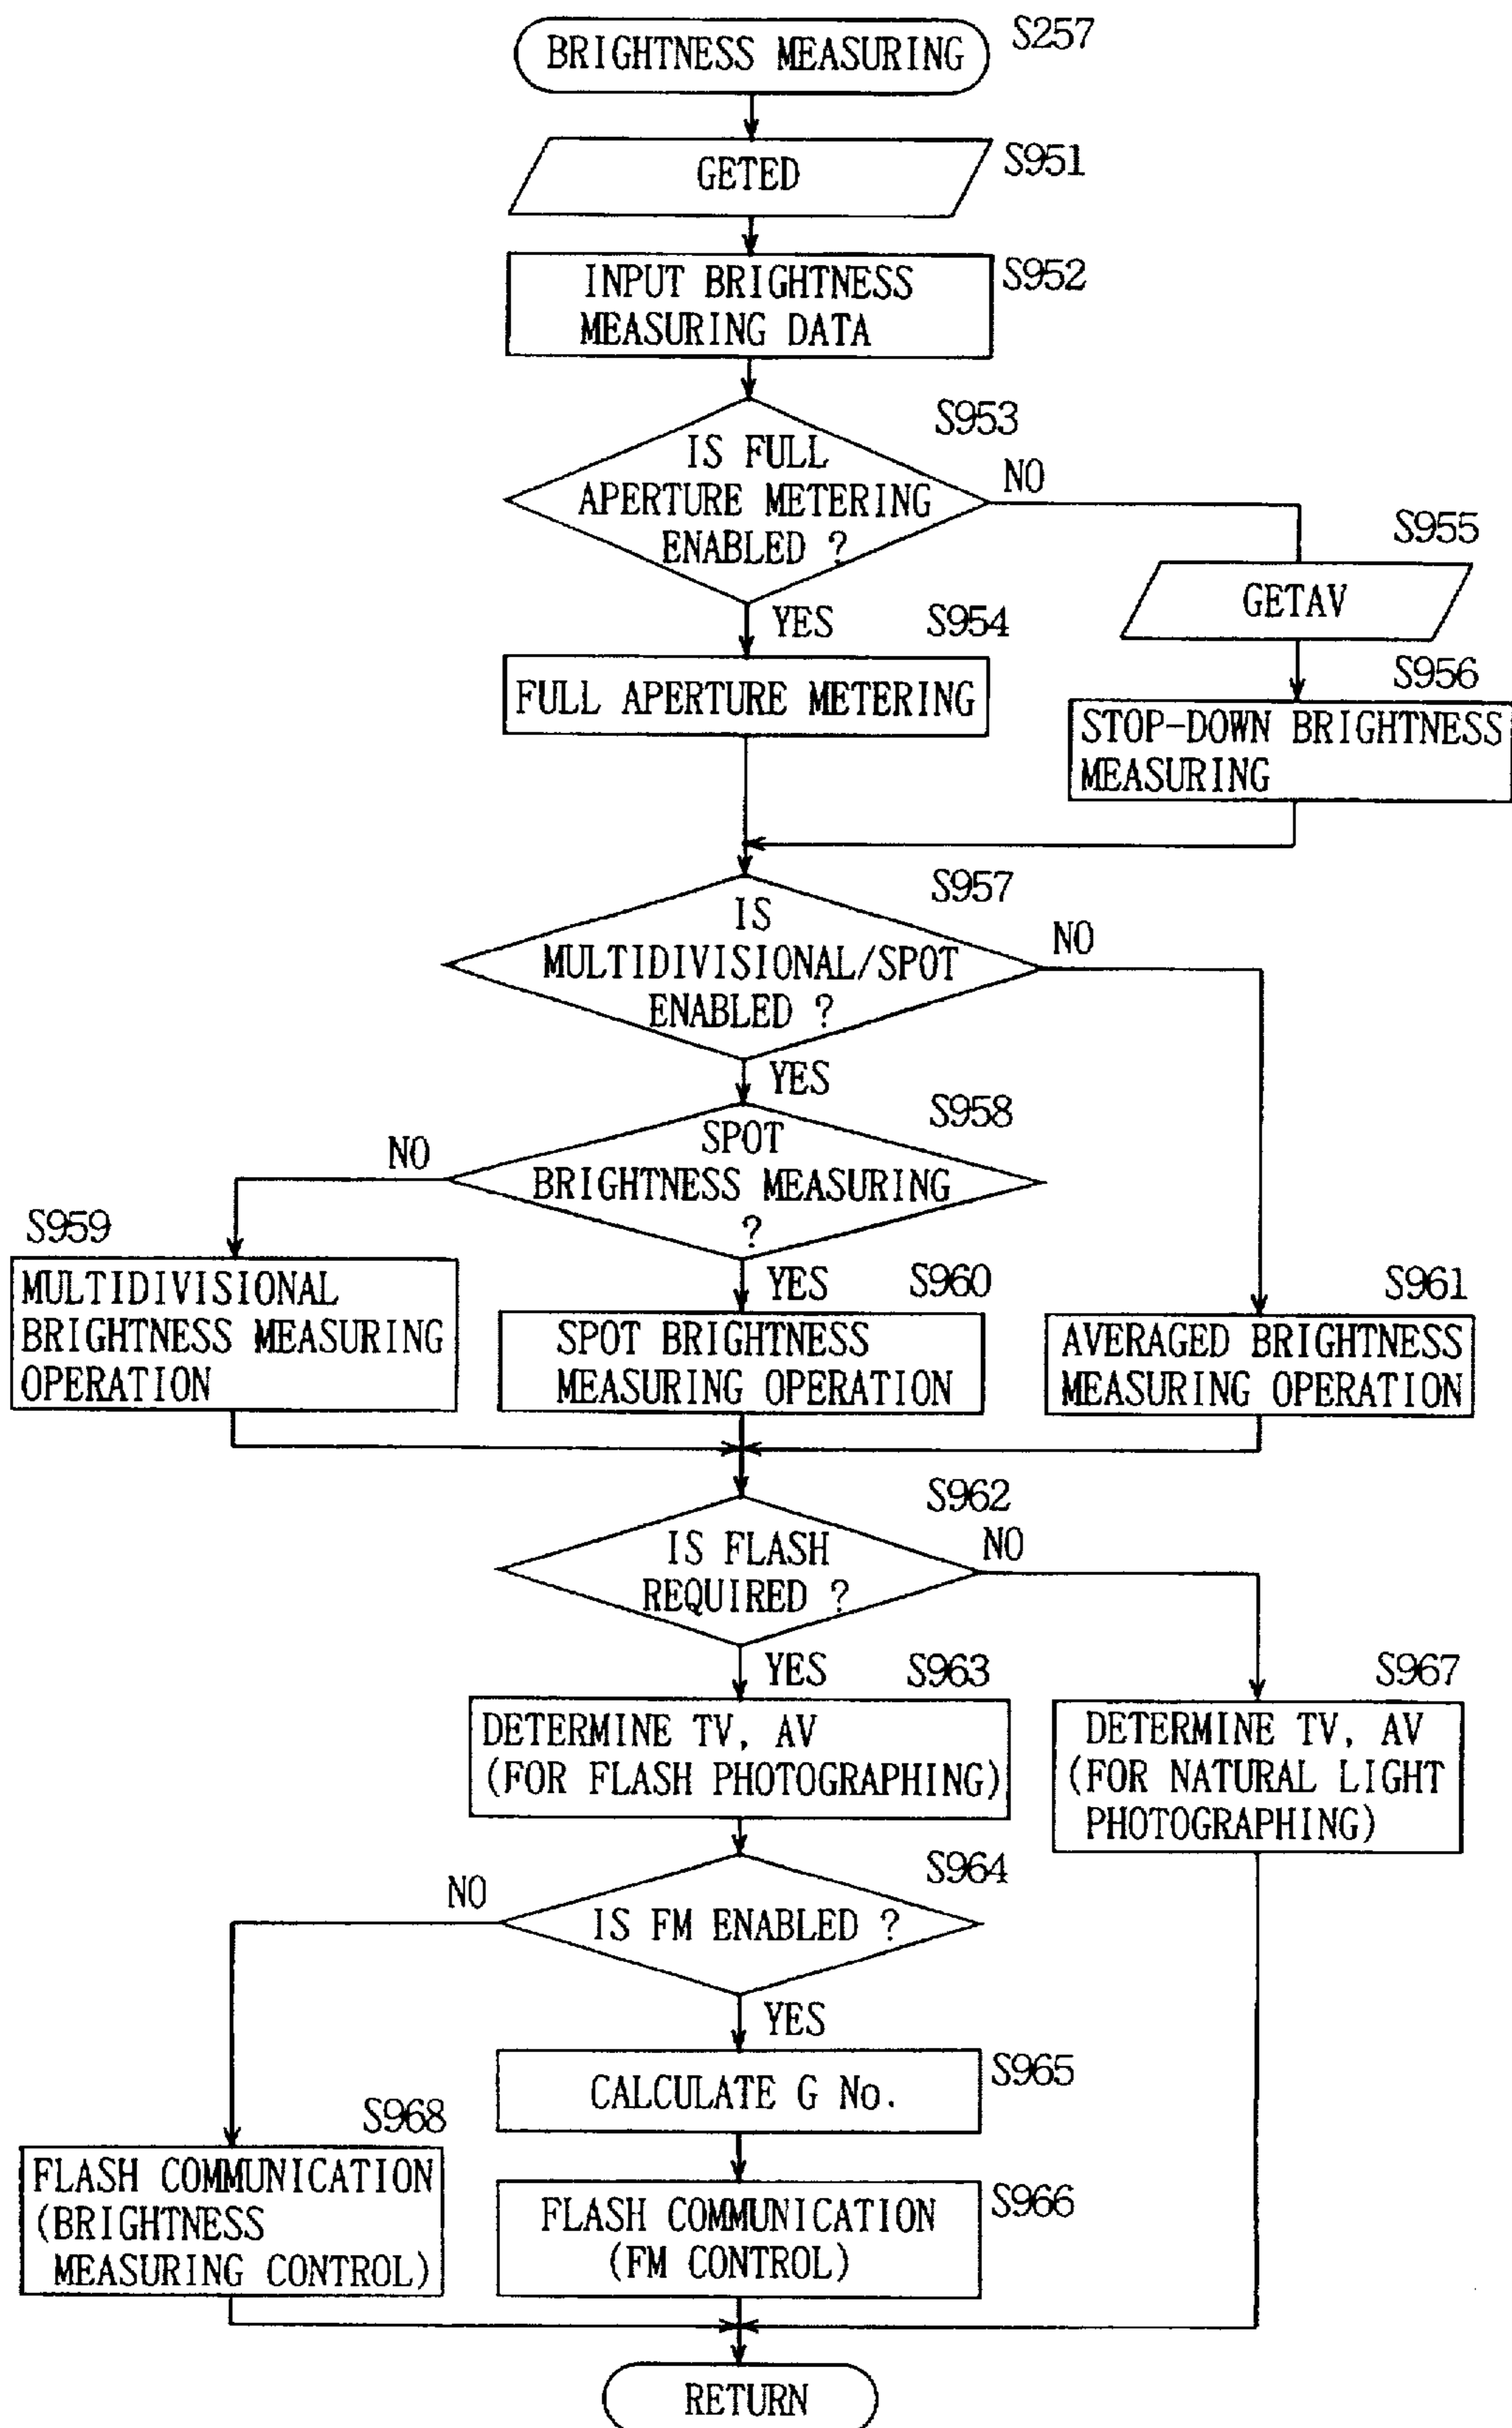 BRIGHTNESS MEASURING
S257
GETED
S951
INPUT BRIGHTNESS
MEASURING DATA
S952
S953
IS FULL
APERTURE METERING
ENABLED ?
NO
YES
S954
FULL APERTURE METERING
S955
GETAV
S956
STOP-DOWN BRIGHTNESS
MEASURING
S957
IS
MULTIDIVISIONAL/SPOT
ENABLED ?
NO
YES
S958
SPOT
BRIGHTNESS MEASURING
?
NO
YES
S959
MULTIDIVISIONAL
BRIGHTNESS MEASURING
OPERATION
S960
SPOT BRIGHTNESS
MEASURING OPERATION
S961
AVERAGED BRIGHTNESS
MEASURING OPERATION
S962
IS FLASH
REQUIRED ?
NO
YES
S963
DETERMINE TV, AV
(FOR FLASH PHOTOGRAPHING)
S967
DETERMINE TV, AV
(FOR NATURAL LIGHT
PHOTOGRAPHING)
S964
IS FM ENABLED ?
NO
YES
CALCULATE G No.
S965
S968
FLASH COMMUNICATION
(BRIGHTNESS
MEASURING CONTROL)
FLASH COMMUNICATION
(FM CONTROL)
S966
RETURN